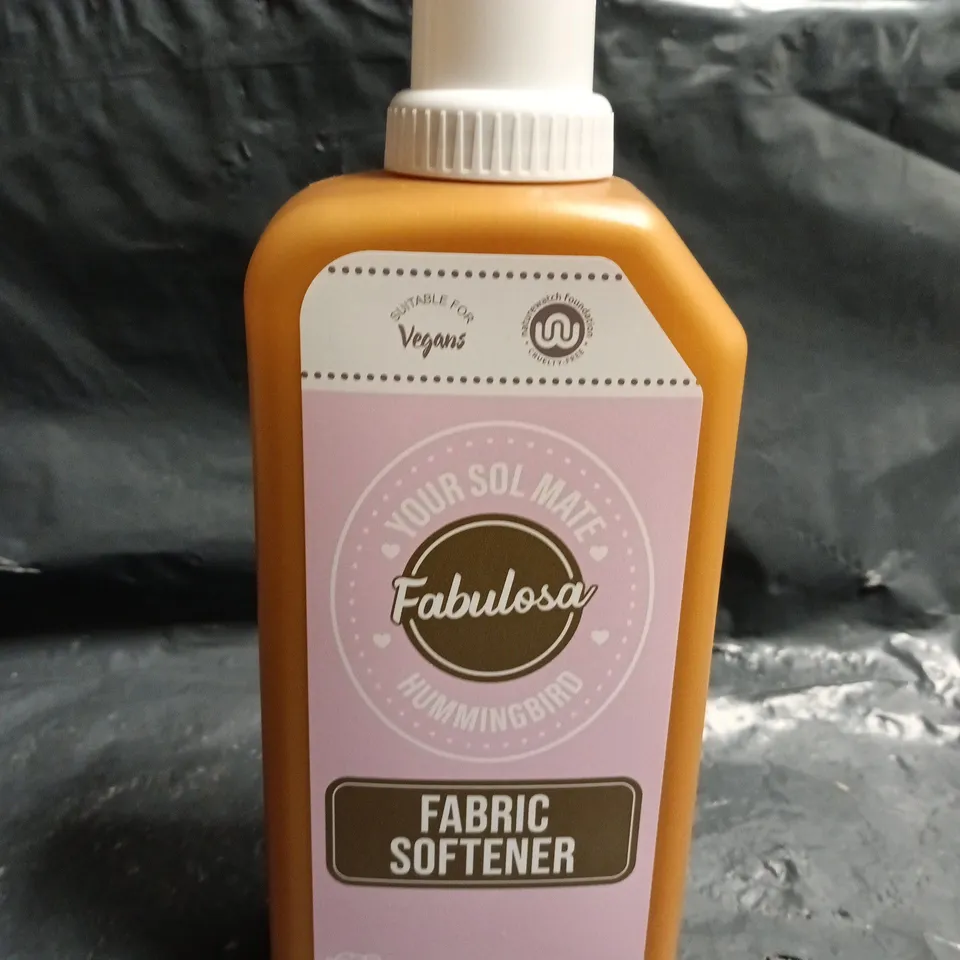 SUITABLE FOR
Vegans
naturewatch foundation
• CRUELTY-FREE •
YOUR SOL MATE
Fabulosa
HUMMINGBIRD
FABRIC
SOFTENER